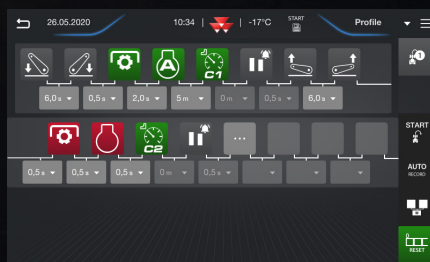 26.05.2020 10:34 | | -17°C START Profile
A C1 1
6,0 s 0,5 s 2,0 s 5 m 0 m 0,5 s 6,0 s
START
C2 ...
AUTO
RECORD
0,5 s 0,5 s 0,5 s 0 m 0,5 s
RESET